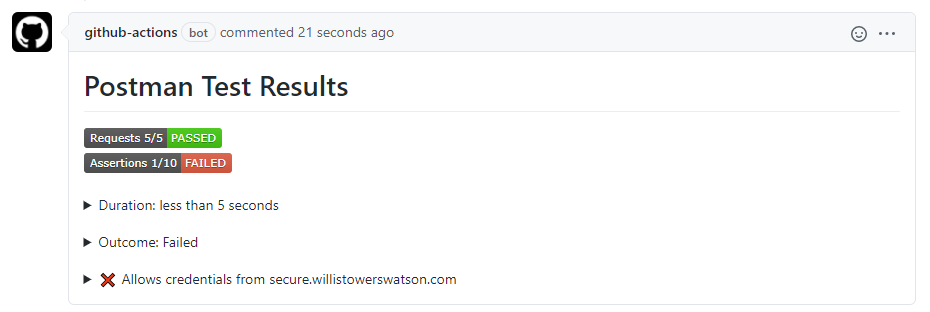 github-actions bot commented 21 seconds ago
Postman Test Results
Requests 5/5 PASSED
Assertions 1/10 FAILED
Duration: less than 5 seconds
Outcome: Failed
Allows credentials from secure.willistowerswatson.com